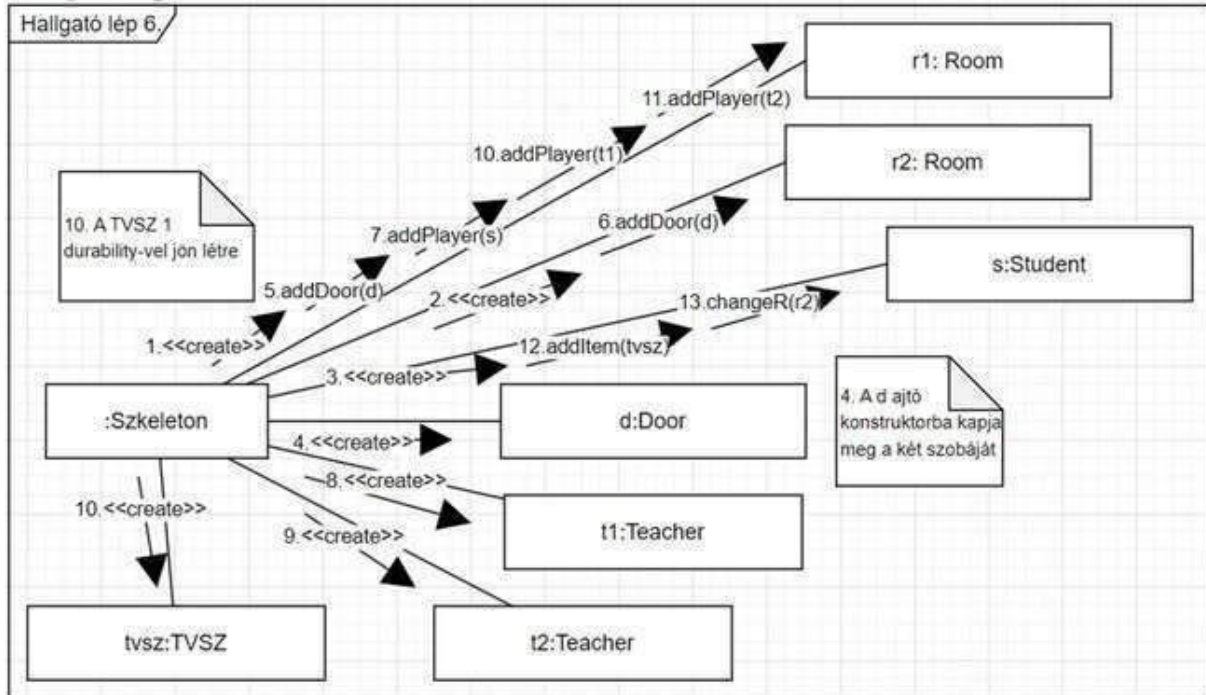 Hallgató lép 6.
r1: Room
11.addPlayer(t2)
10.addPlayer(t1)
r2: Room
10. A TVSZ 1
durability-vel jön létre
7.addPlayer(s)
6.addDoor(d)
s:Student
5.addDoor(d)
2.<<create>>
13.changeR(r2)
1.<<create>>
12.addItem(tvsz)
3.<<create>>
:Szkeleton
d:Door
4. A d ajtó
konstruktorba kapja
meg a két szobáját
4.<<create>>
8.<<create>>
10.<<create>>
9.<<create>>
t1:Teacher
tvsz:TVSZ
t2:Teacher